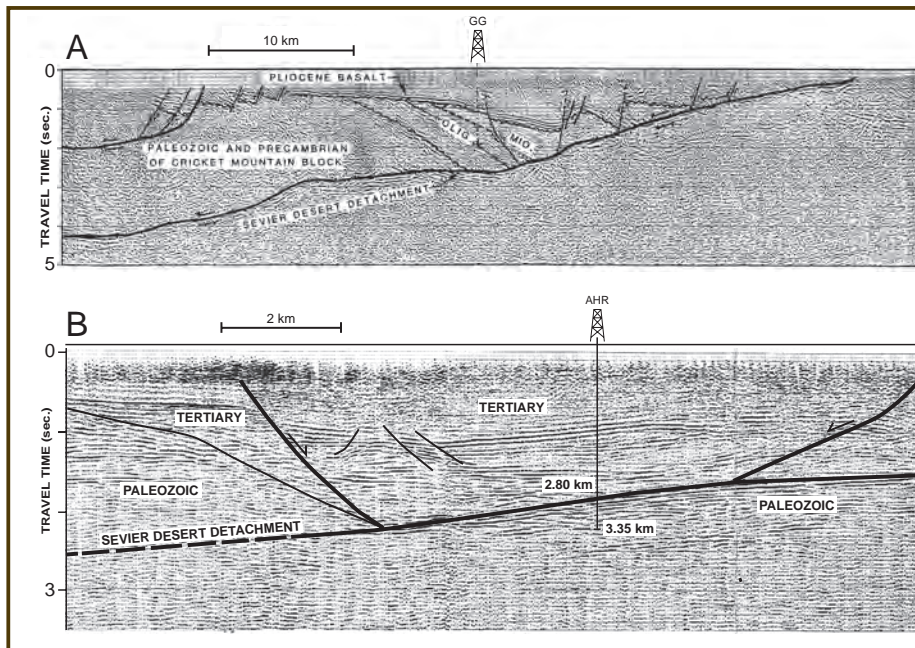 A
10 km
GG
0
PLIOCENE BASALT
OLIG.
MIO.
PALEOZOIC AND PRECAMBRIAN
OF CRICKET MOUNTAIN BLOCK
SEVIER DESERT DETACHMENT
TRAVEL TIME (sec.)
5
B
2 km
AHR
0
TERTIARY
TERTIARY
TRAVEL TIME (sec.)
2.80 km
PALEOZOIC
PALEOZOIC
3.35 km
SEVIER DESERT DETACHMENT
3